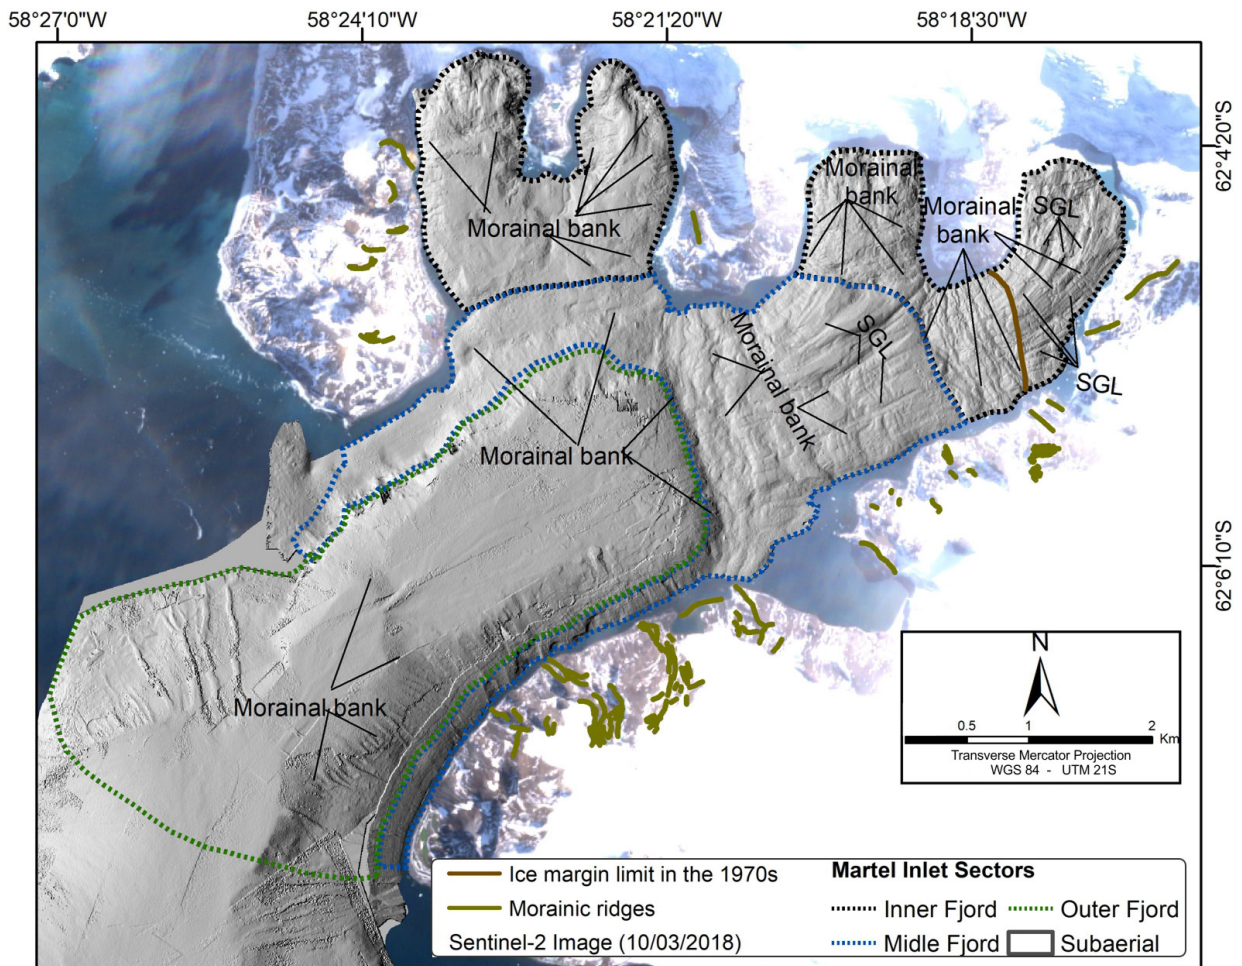 58°27'0"W
58°24'10"W
58°21'20"W
58°18'30"W
62°4'20"S
62°6'10"S
Morainal bank
Morainal
bank
Morainal
bank
SGL
SGL
Morainal bank
SGL
Morainal bank
Morainal bank
N
0.5
1
2
Km
Transverse Mercator Projection
WGS 84 - UTM 21S
Ice margin limit in the 1970s
Morainic ridges
Sentinel-2 Image (10/03/2018)
Martel Inlet Sectors
Inner Fjord
Outer Fjord
Midle Fjord
Subaerial